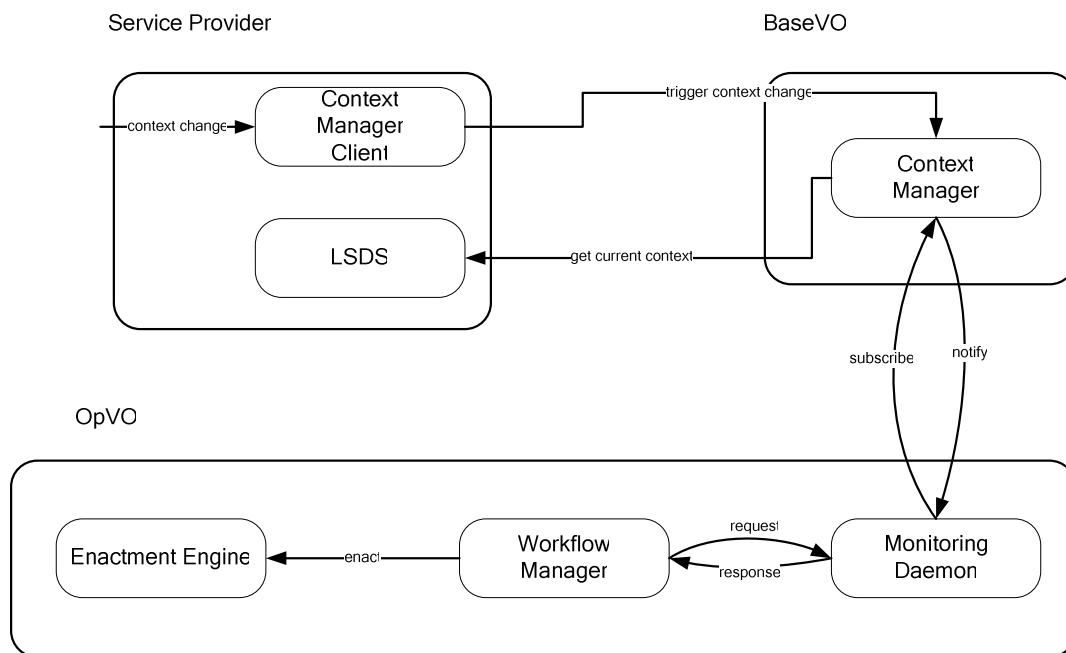 Service Provider
BaseVO
context change
Context
Manager
Client
trigger context change
Context
Manager
LSDS
get current context
subscribe
notify
OpVO
Enactment Engine
enact
Workflow
Manager
request
response
Monitoring
Daemon